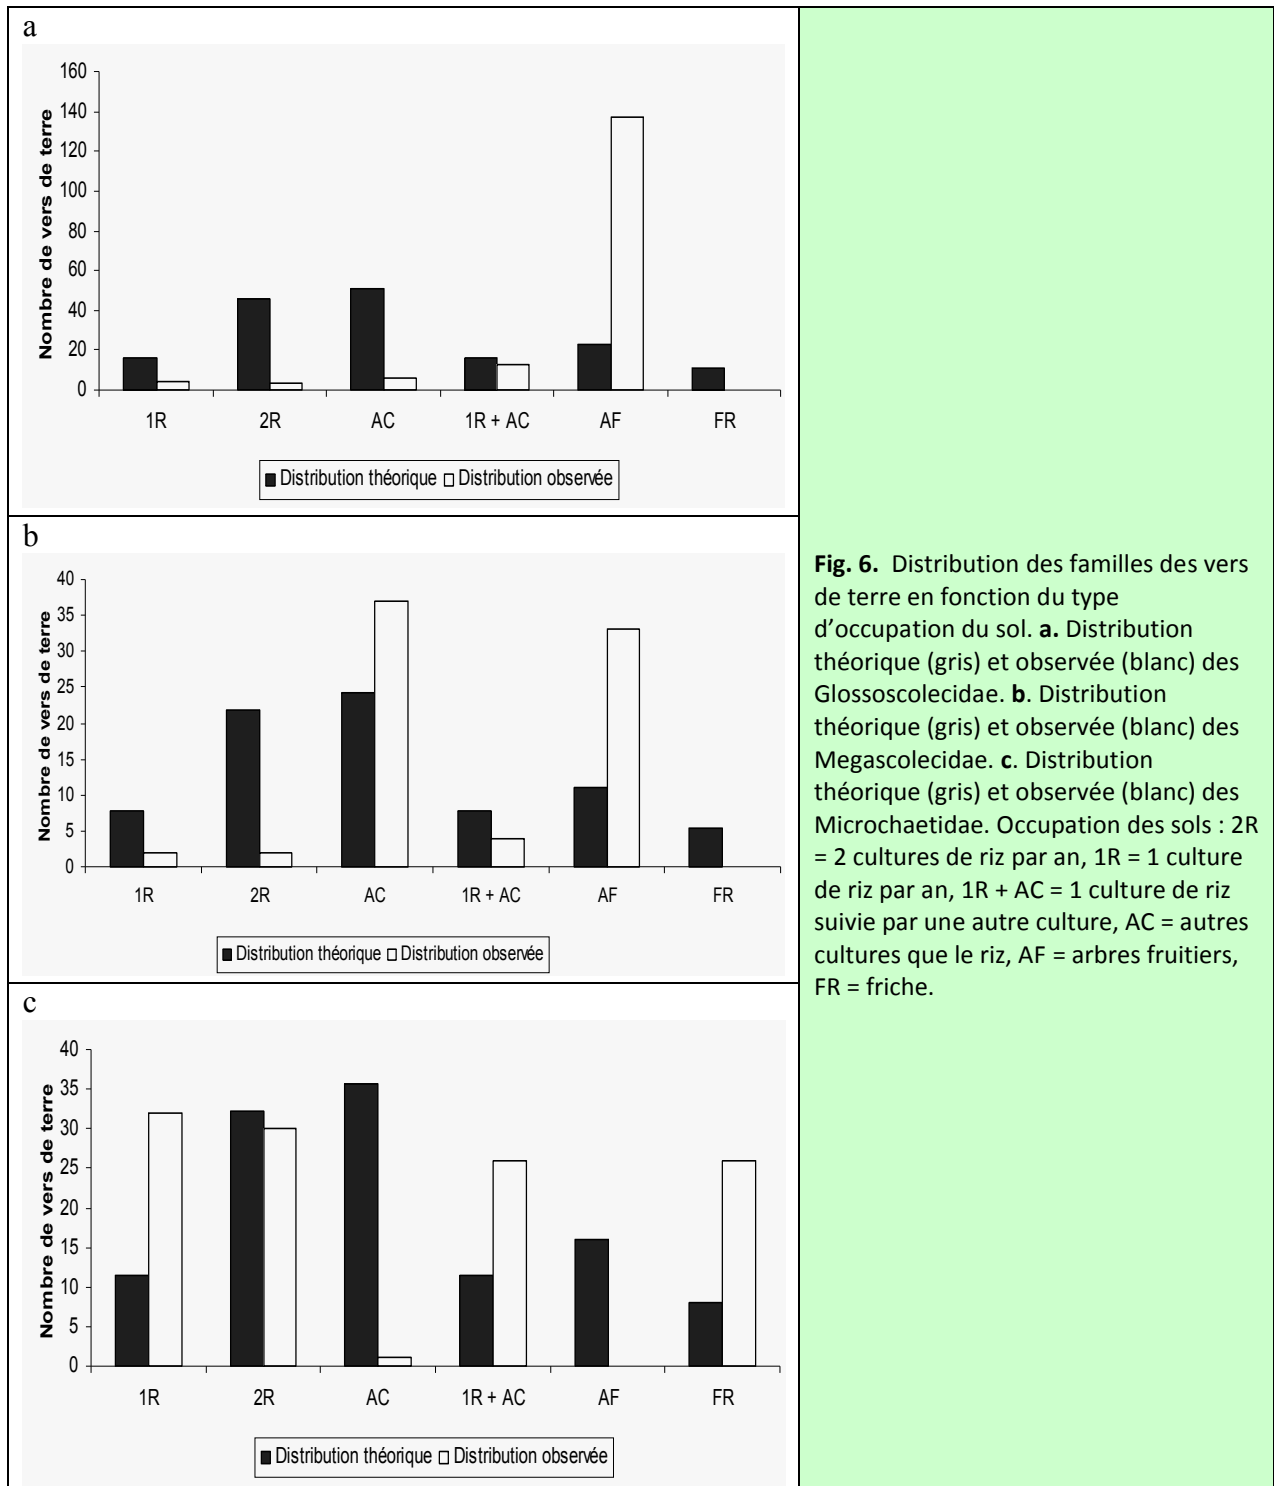 a
160
140
120
100
80
60
40
20
0
Nombre de vers de terre
1R 2R AC 1R + AC AF FR
Distribution théorique Distribution observée
b
40
35
30
25
20
15
10
5
0
Nombre de vers de terre
1R 2R AC 1R + AC AF FR
Distribution théorique Distribution observée
c
40
35
30
25
20
15
10
5
0
Nombre de vers de terre
1R 2R AC 1R + AC AF FR
Distribution théorique Distribution observée
Fig. 6. Distribution des familles des vers
de terre en fonction du type
d’occupation du sol. a. Distribution
théorique (gris) et observée (blanc) des
Glossoscolecidae. b. Distribution
théorique (gris) et observée (blanc) des
Megascolecidae. c. Distribution
théorique (gris) et observée (blanc) des
Microchaetidae. Occupation des sols : 2R
= 2 cultures de riz par an, 1R = 1 culture
de riz par an, 1R + AC = 1 culture de riz
suivie par une autre culture, AC = autres
cultures que le riz, AF = arbres fruitiers,
FR = friche.